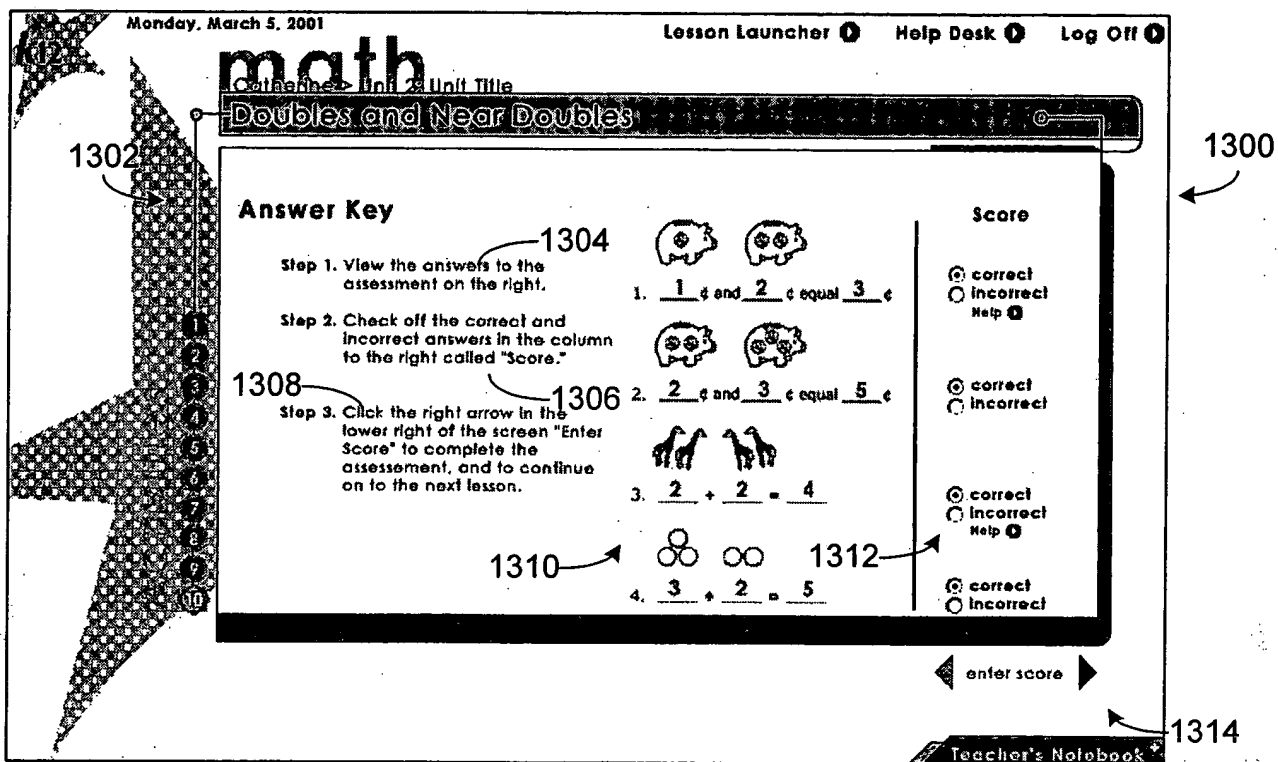 Monday, March 5, 2001
Lesson Launcher
Help Desk
Log Off
K12
math
Catherine > Unit 2: Unit Title
Doubles and Near Doubles
1302
1300
Answer Key
Score
1304
Step 1. View the answers to the
assessment on the right.
1. 1 ¢ and 2 ¢ equal 3 ¢
correct
incorrect
Help
Step 2. Check off the correct and
incorrect answers in the column
to the right called "Score."
1308
1306
2. 2 ¢ and 3 ¢ equal 5 ¢
correct
incorrect
Step 3. Click the right arrow in the
lower right of the screen "Enter
Score" to complete the
assessement, and to continue
on to the next lesson.
3. 2 + 2 = 4
correct
incorrect
Help
1310
1312
4. 3 + 2 = 5
correct
incorrect
1
2
3
4
5
6
7
8
9
10
enter score
1314
Teacher's Notebook